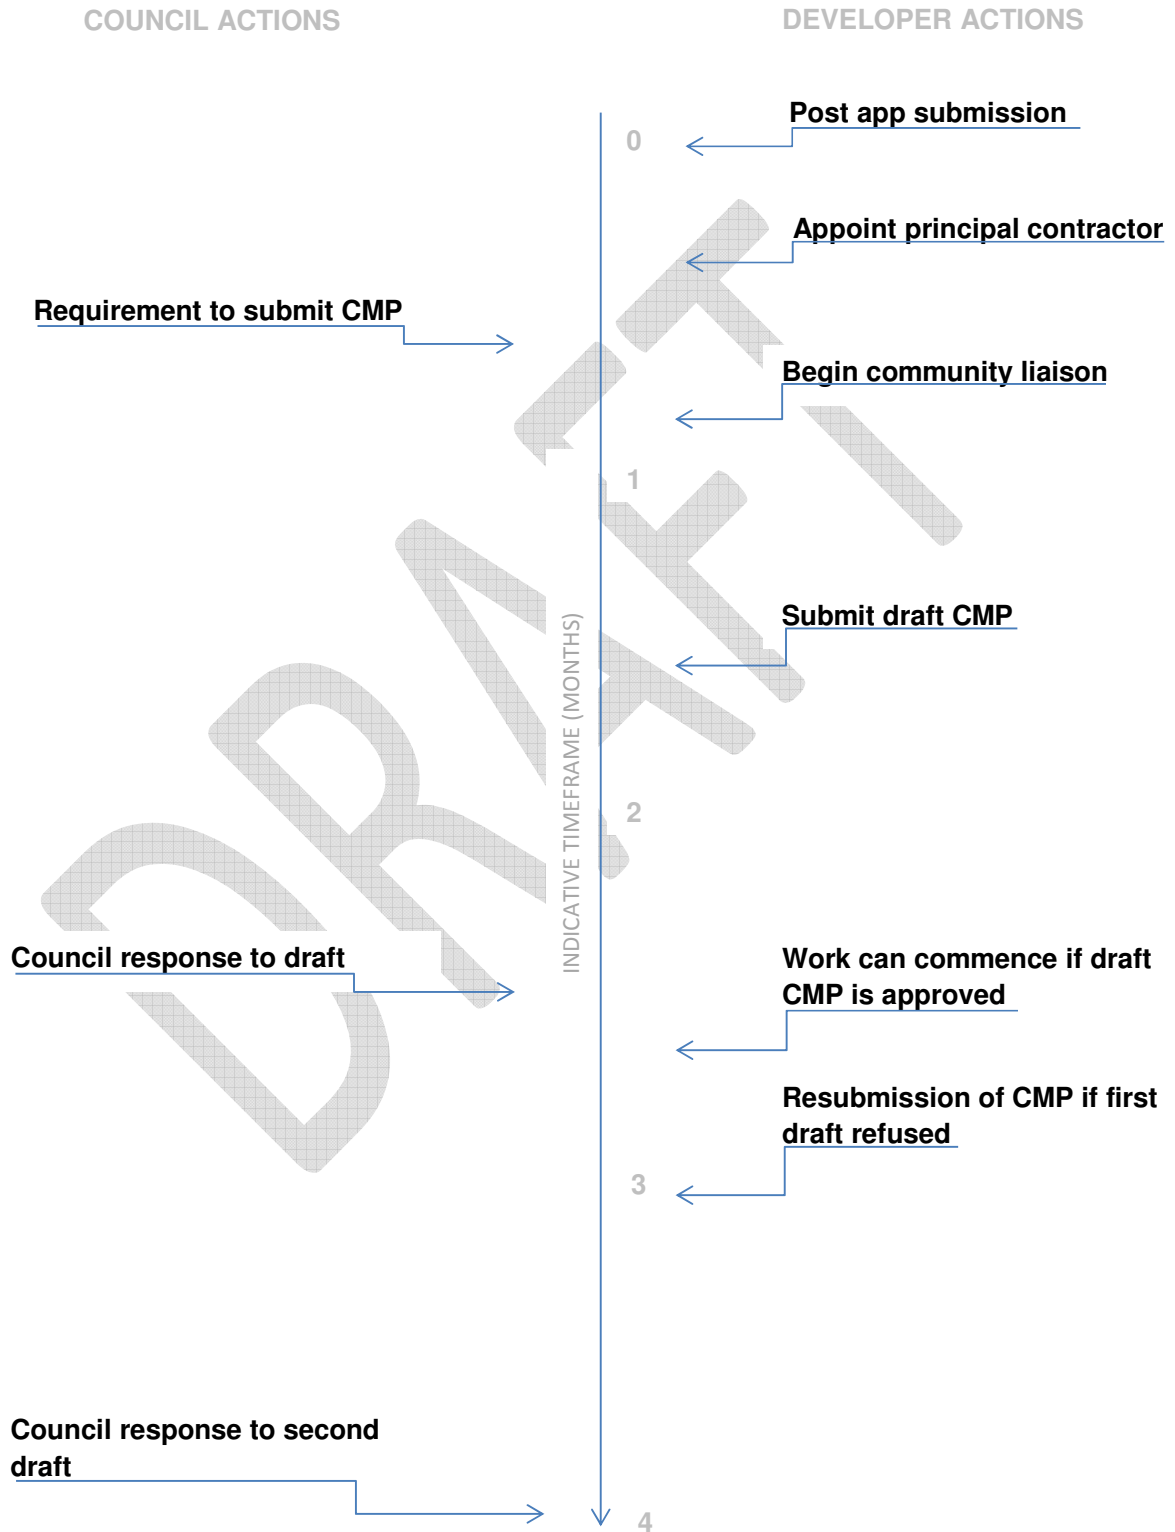 COUNCIL ACTIONS
DEVELOPER ACTIONS
Post app submission
0
Appoint principal contractor
Requirement to submit CMP
Begin community liaison
1
Submit draft CMP
INDICATIVE TIMEFRAME (MONTHS)
2
Council response to draft
Work can commence if draft
CMP is approved
Resubmission of CMP if first
draft refused
3
Council response to second
draft
4
DRAFT